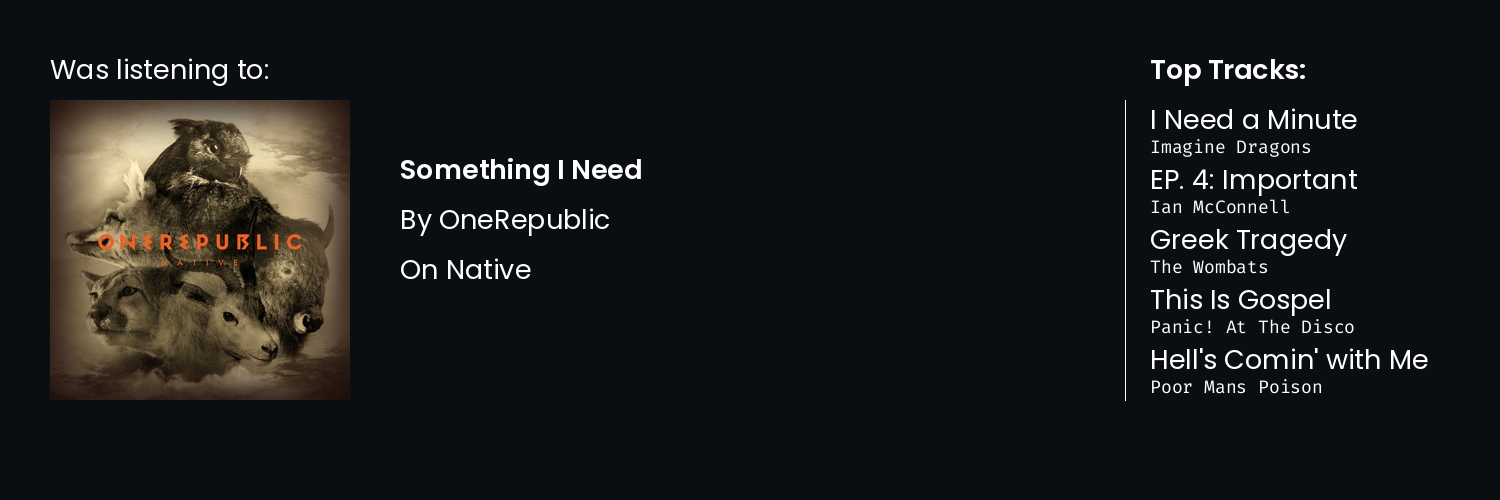 Was listening to:
ONEREPUBLIC
NATIVE
Something I Need
By OneRepublic
On Native
Top Tracks:
I Need a Minute
Imagine Dragons
EP. 4: Important
Ian McConnell
Greek Tragedy
The Wombats
This Is Gospel
Panic! At The Disco
Hell's Comin' with Me
Poor Mans Poison